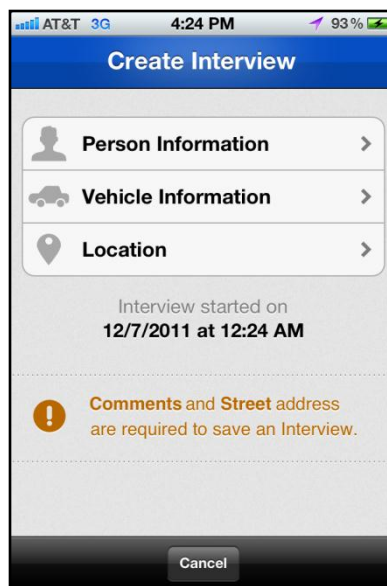 AT&T 3G 4:24 PM 93%
Create Interview
Person Information
Vehicle Information
Location
Interview started on
12/7/2011 at 12:24 AM
Comments and Street address
are required to save an Interview.
Cancel